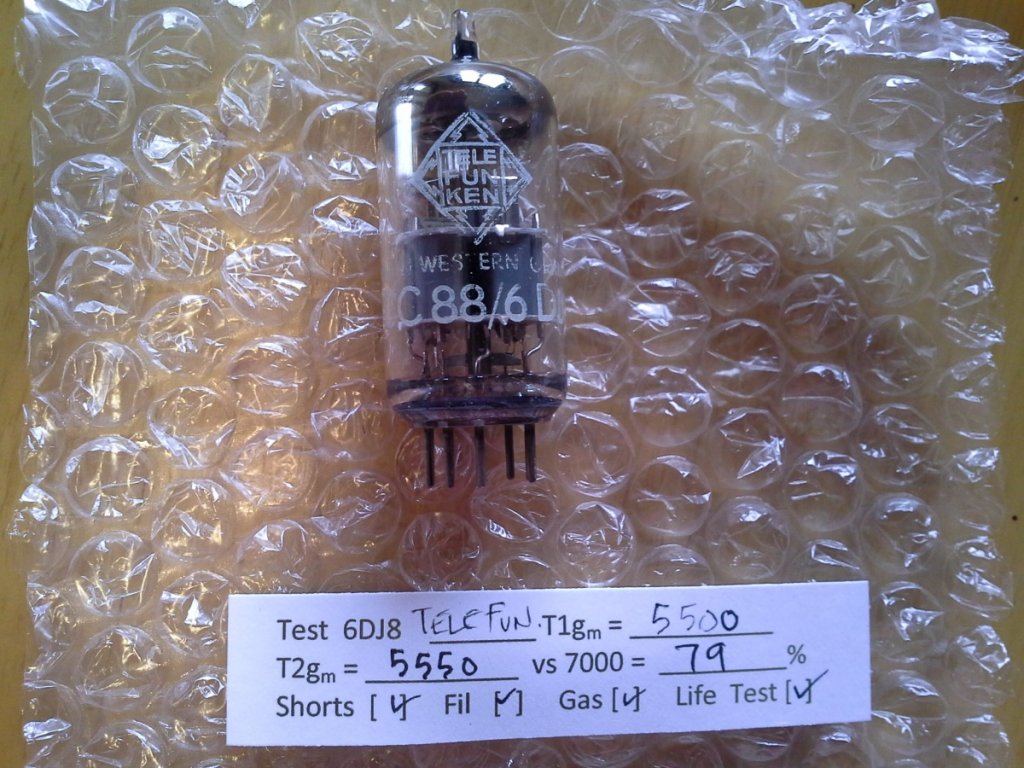 TELE
FUN
KEN
WESTERN
C88/6D
Test 6DJ8 TELEFUN. T1gm = 5500
T2gm = 5550 vs 7000 = 79 %
Shorts [✓] Fil [✓] Gas [✓] Life Test [✓]